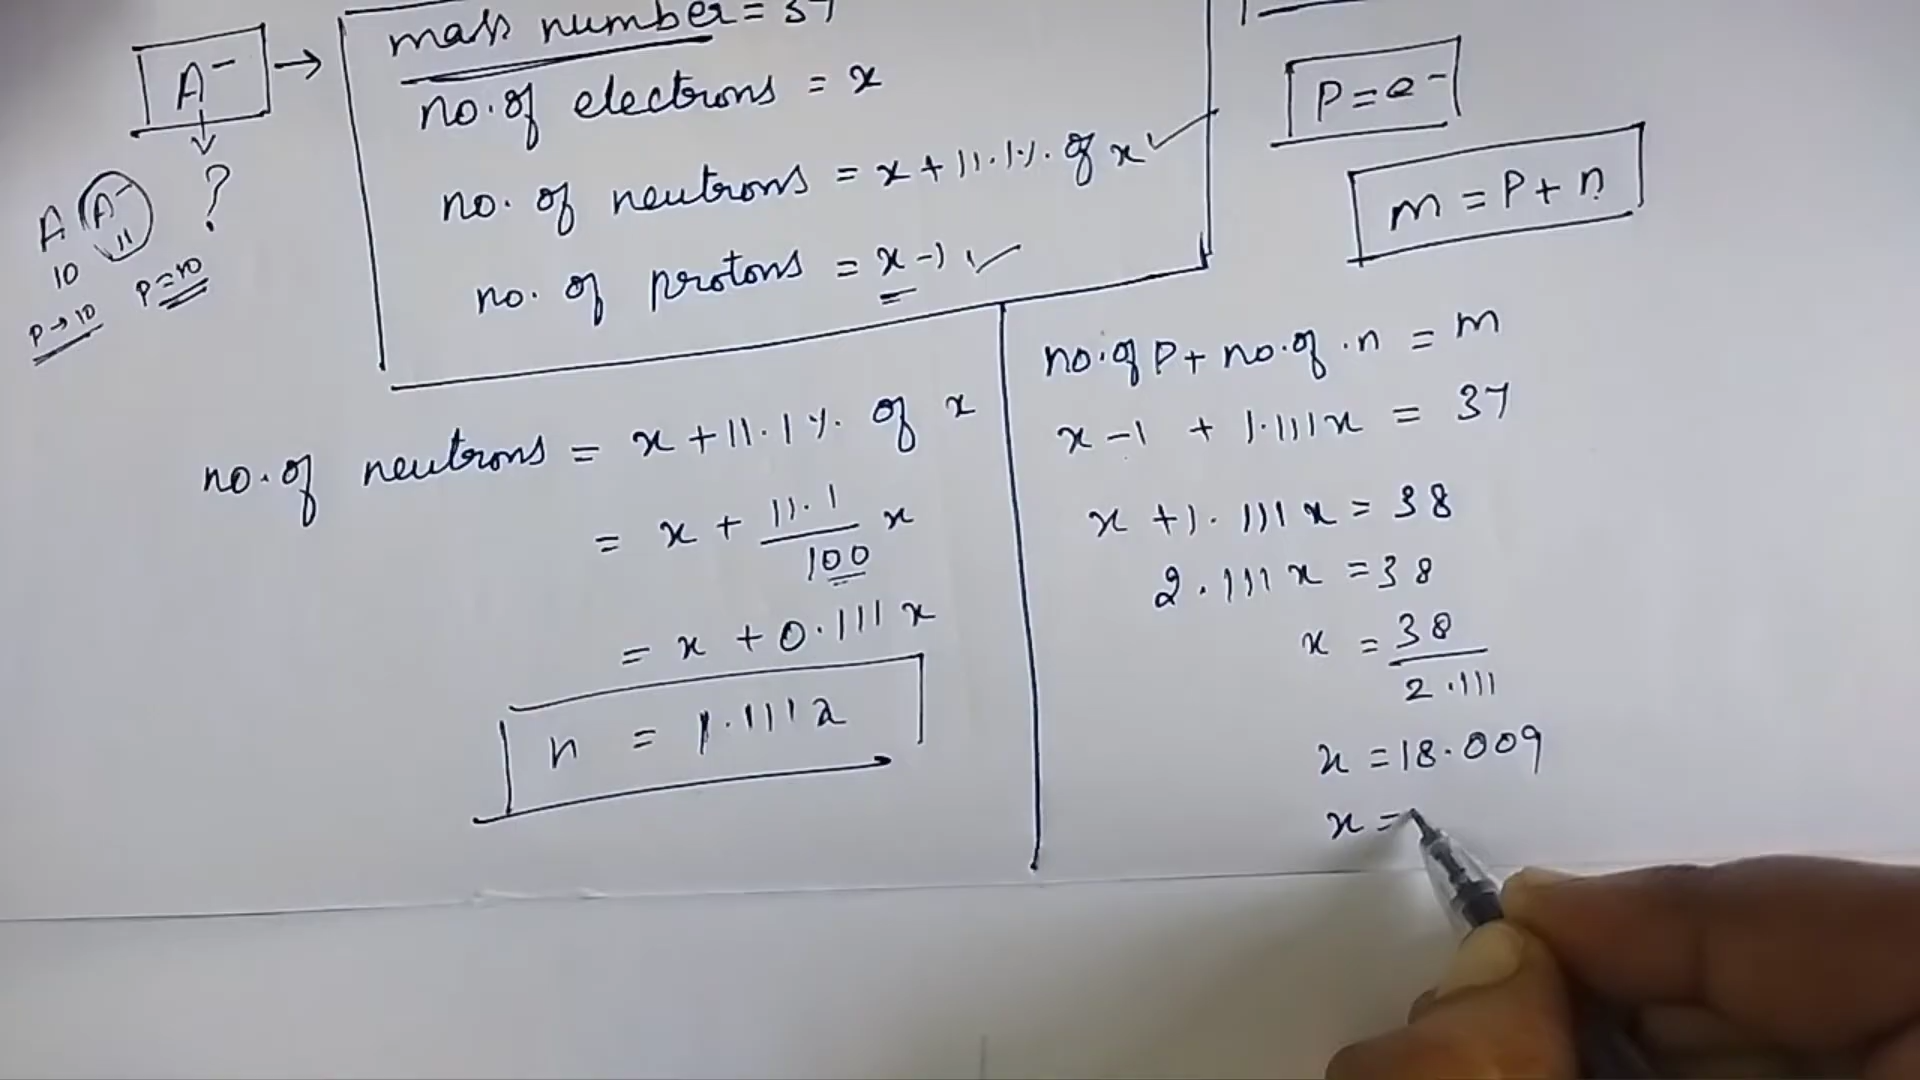 mass number = 37
A⁻ →
no. of electrons = x
no. of neutrons = x + 11.1% of x ✓
no. of protons = x - 1 ✓
?
A A⁻
10 11
P → 10 P = 10
P = e⁻
m = P + n
no. of neutrons = x + 11.1% of x
= x + 11.1/100 x
= x + 0.111 x
n = 1.111x
no. of P + no. of n = m
x - 1 + 1.111x = 37
x + 1.111x = 38
2.111x = 38
x = 38/2.111
x = 18.009
x =